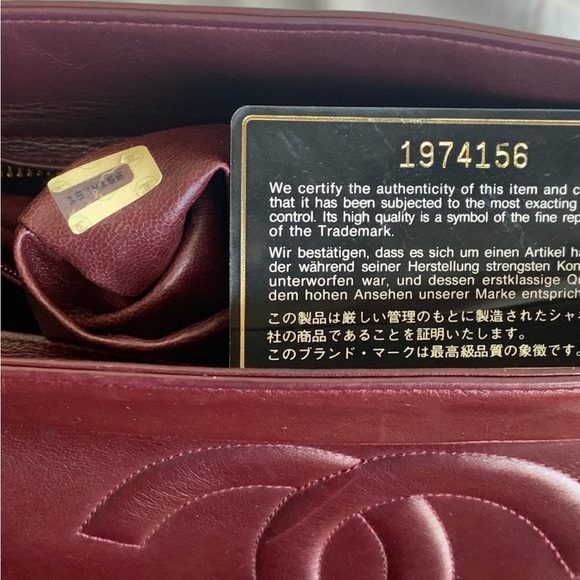 1974156
We certify the authenticity of this item and c
that it has been subjected to the most exacting
control. Its high quality is a symbol of the fine rep
of the Trademark.
Wir bestätigen, dass es sich um einen Artikel ha
der während seiner Herstellung strengsten Kon
unterworfen war, und dessen erstklassige Qu
dem hohen Ansehen unserer Marke entsprich
この製品は厳しい管理のもとに製造されたシャネ
社の商品であることを証明いたします。
このブランド・マークは最高級品質の象徴です。